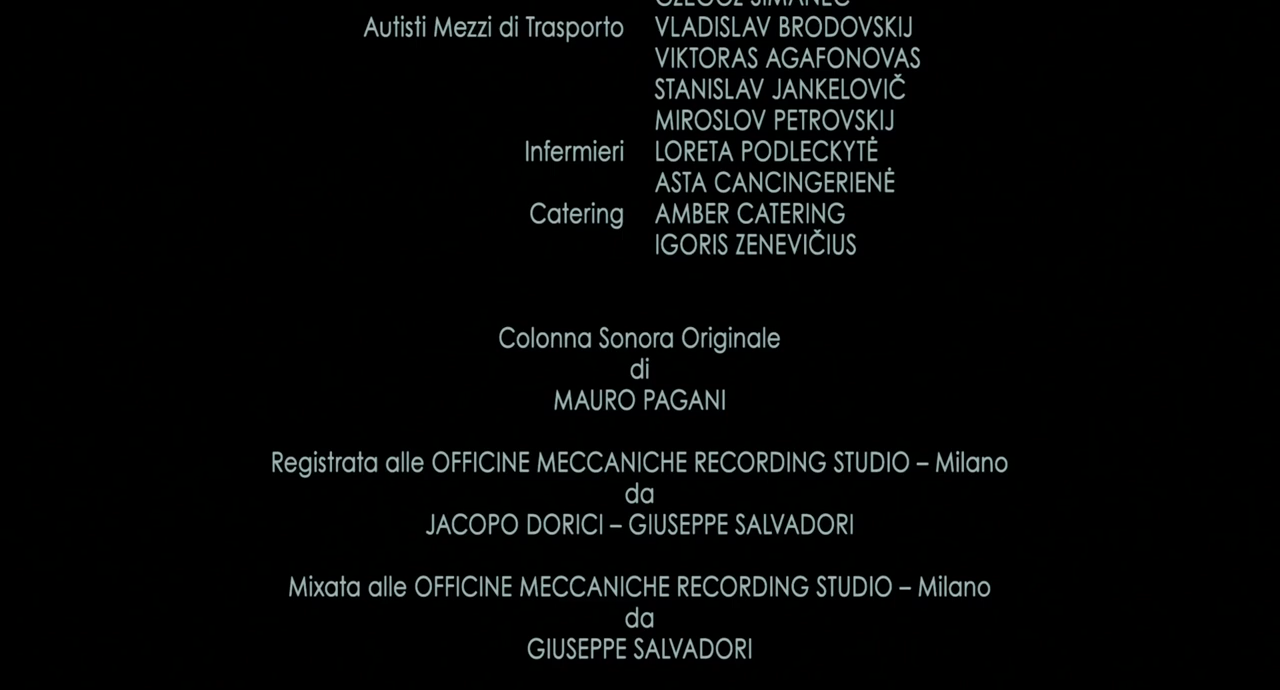 Autisti Mezzi di Trasporto VLADISLAV BRODOVSKIJ
VIKTORAS AGAFONOVAS
STANISLAV JANKELOVIČ
MIROSLOV PETROVSKIJ
Infermieri LORETA PODLECKYTĖ
ASTA CANCINGERIENĖ
Catering AMBER CATERING
IGORIS ZENEVIČIUS
Colonna Sonora Originale
di
MAURO PAGANI
Registrata alle OFFICINE MECCANICHE RECORDING STUDIO – Milano
da
JACOPO DORICI – GIUSEPPE SALVADORI
Mixata alle OFFICINE MECCANICHE RECORDING STUDIO – Milano
da
GIUSEPPE SALVADORI